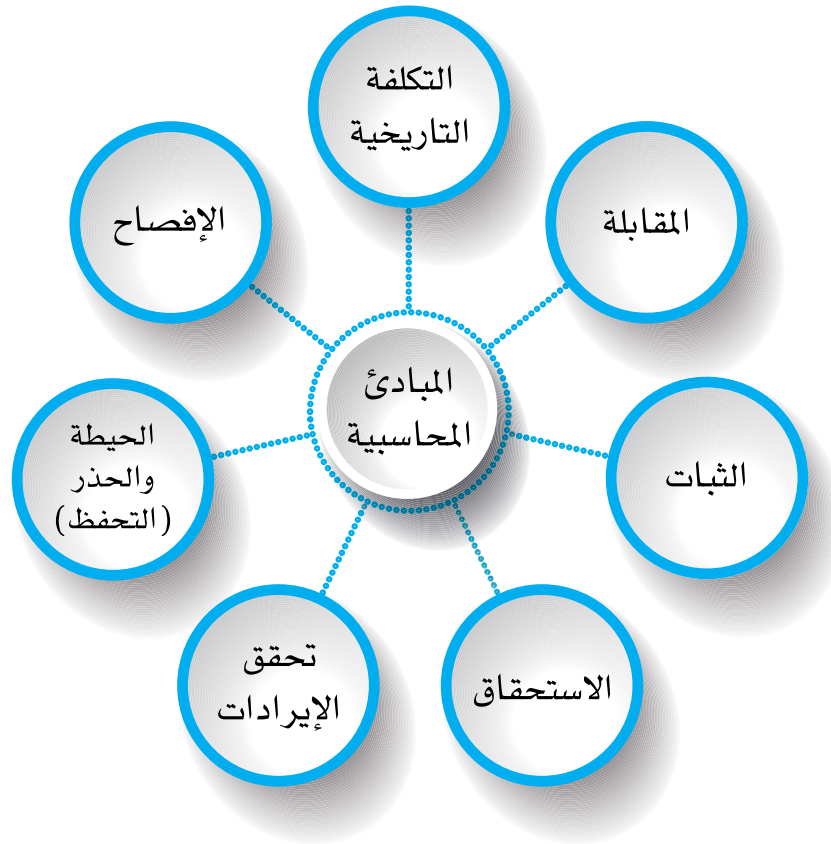 التكلفة
التاريخية
المقابلة
الإفصاح
المبادئ
المحاسبية
الثبات
الحيطة
والحذر
(التحفظ)
الاستحقاق
تحقق
الإيرادات